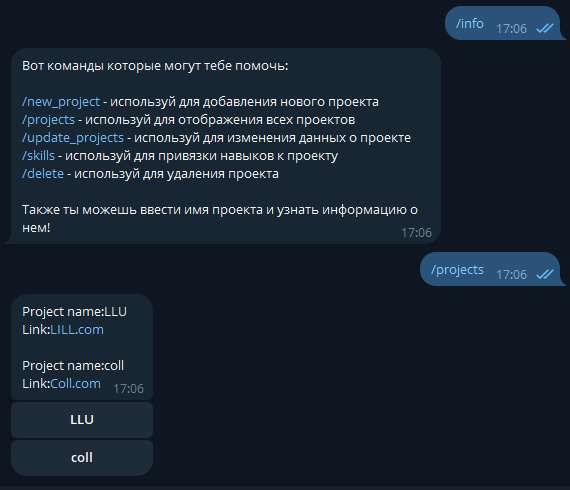 /info 17:06
Вот команды которые могут тебе помочь:
/new_project - используй для добавления нового проекта
/projects - используй для отображения всех проектов
/update_projects - используй для изменения данных о проекте
/skills - используй для привязки навыков к проекту
/delete - используй для удаления проекта
Также ты можешь ввести имя проекта и узнать информацию о
нем! 17:06
/projects 17:06
Project name:LLU
Link:LILL.com
Project name:coll
Link:Coll.com 17:06
LLU
coll